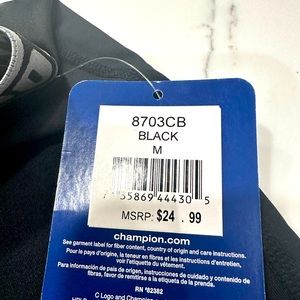 8703CB
BLACK
M
55869 44430 5
MSRP: $24 . 99
champion.com
See garment label for fiber content, country of origin and care instructions.
Pour le pays d'origine, la teneur en fibres et les instructions d'entretien,
voir l'étiquette du vêtement.
Para información de país de origen, instrucciones de cuidado y contenido de
fibras, favor de remitirse a la etiqueta de la prenda.
RN
C Logo and Champion